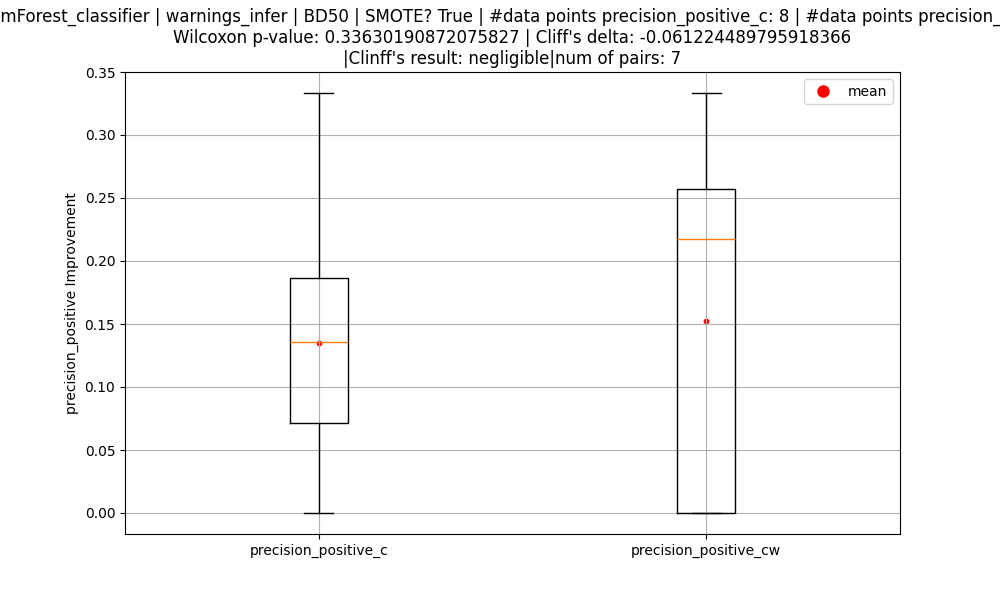 mForest_classifier | warnings_infer | BD50 | SMOTE? True | #data points precision_positive_c: 8 | #data points precision_
Wilcoxon p-value: 0.33630190872075827 | Cliff's delta: -0.061224489795918366
|Clinff's result: negligible|num of pairs: 7
mean
0.35
0.30
0.25
0.20
0.15
0.10
0.05
0.00
precision_positive Improvement
precision_positive_c
precision_positive_cw